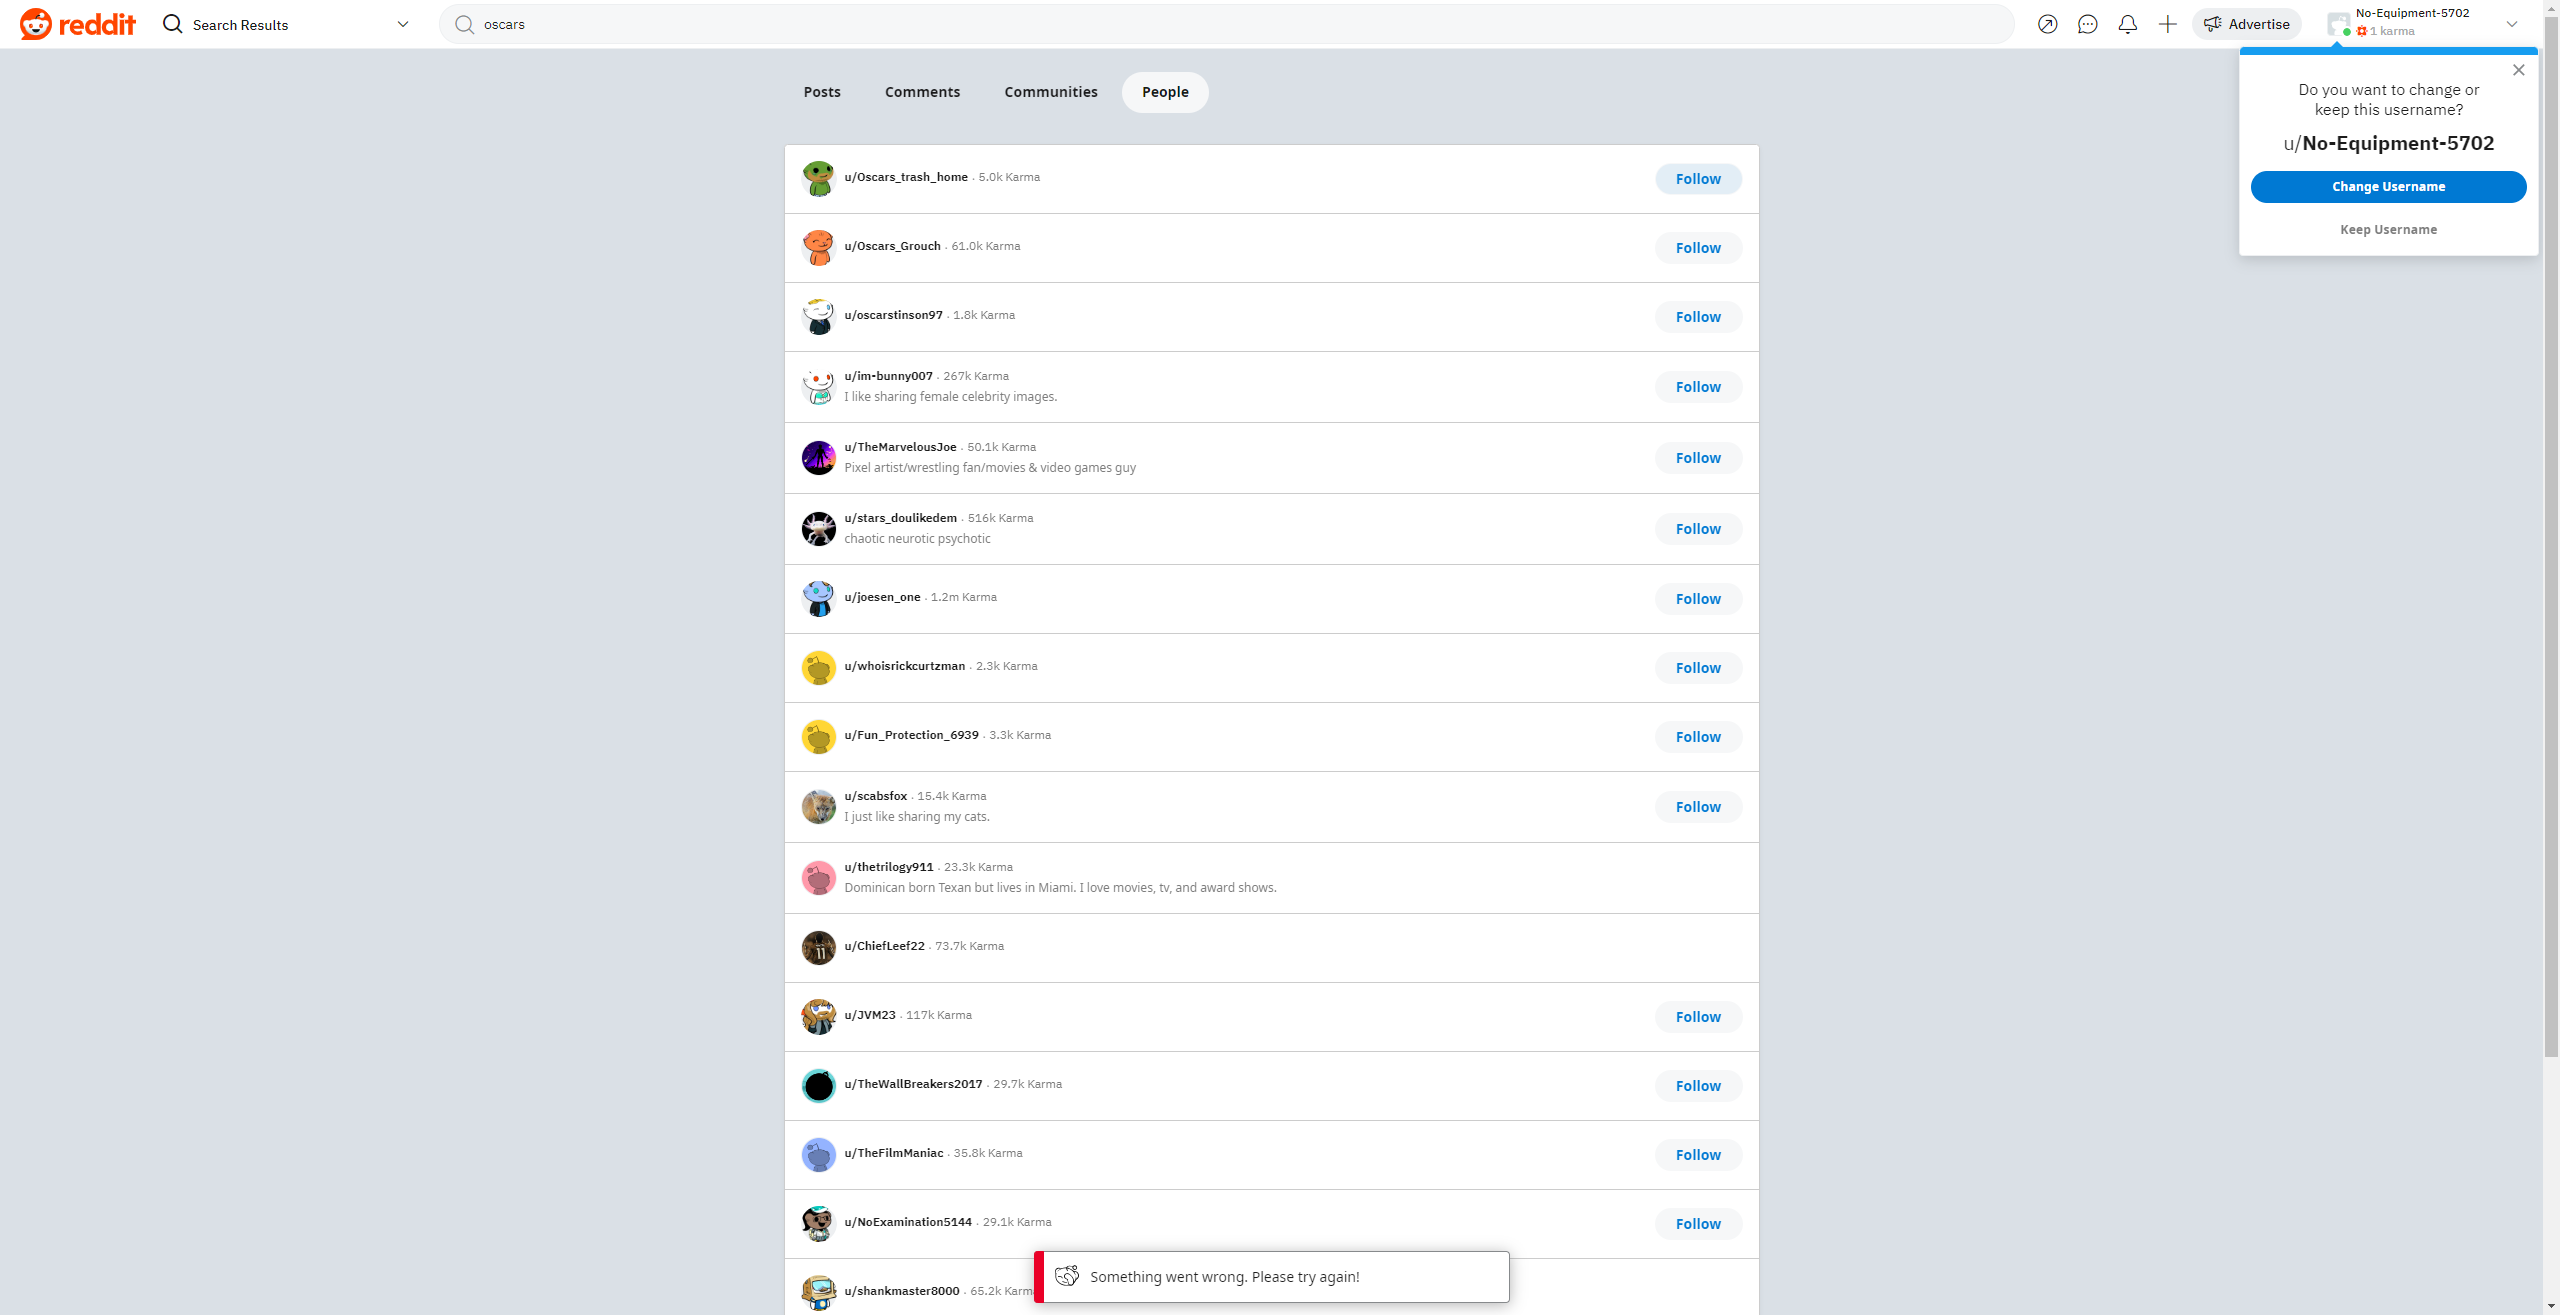 reddit
Search Results
oscars
Advertise
No-Equipment-5702
1 karma
Do you want to change or
keep this username?
u/No-Equipment-5702
Change Username
Keep Username
Posts
Comments
Communities
People
u/Oscars_trash_home · 5.0k Karma
Follow
u/Oscars_Grouch · 61.0k Karma
Follow
u/oscarstinson97 · 1.8k Karma
Follow
u/im-bunny007 · 267k Karma
I like sharing female celebrity images.
Follow
u/TheMarvelousJoe · 50.1k Karma
Pixel artist/wrestling fan/movies & video games guy
Follow
u/stars_doulikedem · 516k Karma
chaotic neurotic psychotic
Follow
u/joesen_one · 1.2m Karma
Follow
u/whoisrickcurtzman · 2.3k Karma
Follow
u/Fun_Protection_6939 · 3.3k Karma
Follow
u/scabsfox · 15.4k Karma
I just like sharing my cats.
Follow
u/thetrilogy911 · 23.3k Karma
Dominican born Texan but lives in Miami. I love movies, tv, and award shows.
u/ChiefLeef22 · 73.7k Karma
u/JVM23 · 117k Karma
Follow
u/TheWallBreakers2017 · 29.7k Karma
Follow
u/TheFilmManiac · 35.8k Karma
Follow
u/NoExamination5144 · 29.1k Karma
Follow
u/shankmaster8000 · 65.2k Karm
Something went wrong. Please try again!